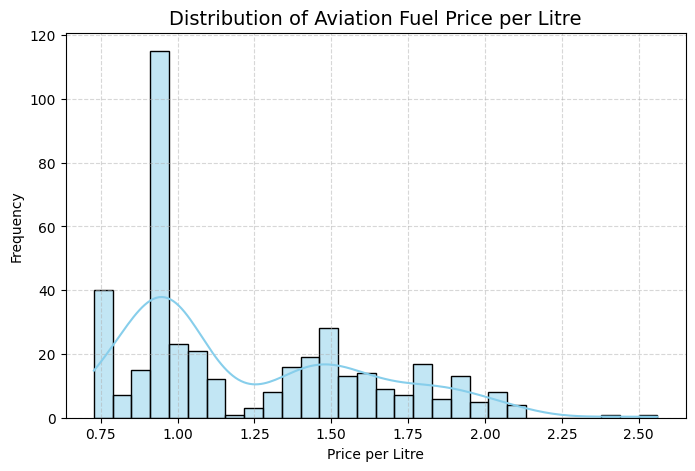 Distribution of Aviation Fuel Price per Litre
120
100
80
60
40
20
0
Frequency
0.75 1.00 1.25 1.50 1.75 2.00 2.25 2.50
Price per Litre